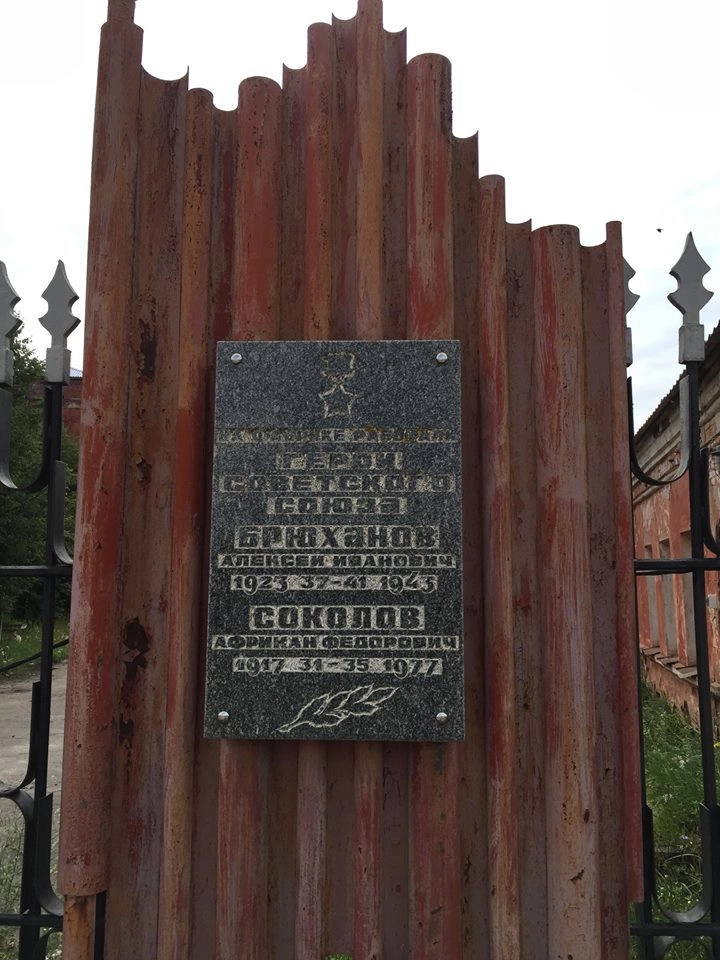 НА ФАБРИКЕ РАБОТАЛИ
ГЕРОИ
СОВЕТСКОГО
СОЮЗА
БРЮХАНОВ
АЛЕКСЕЙ ИВАНОВИЧ
1923 37-41 1943
СОКОЛОВ
АФРИКАН ФЕДОРОВИЧ
1917 31-35 1977